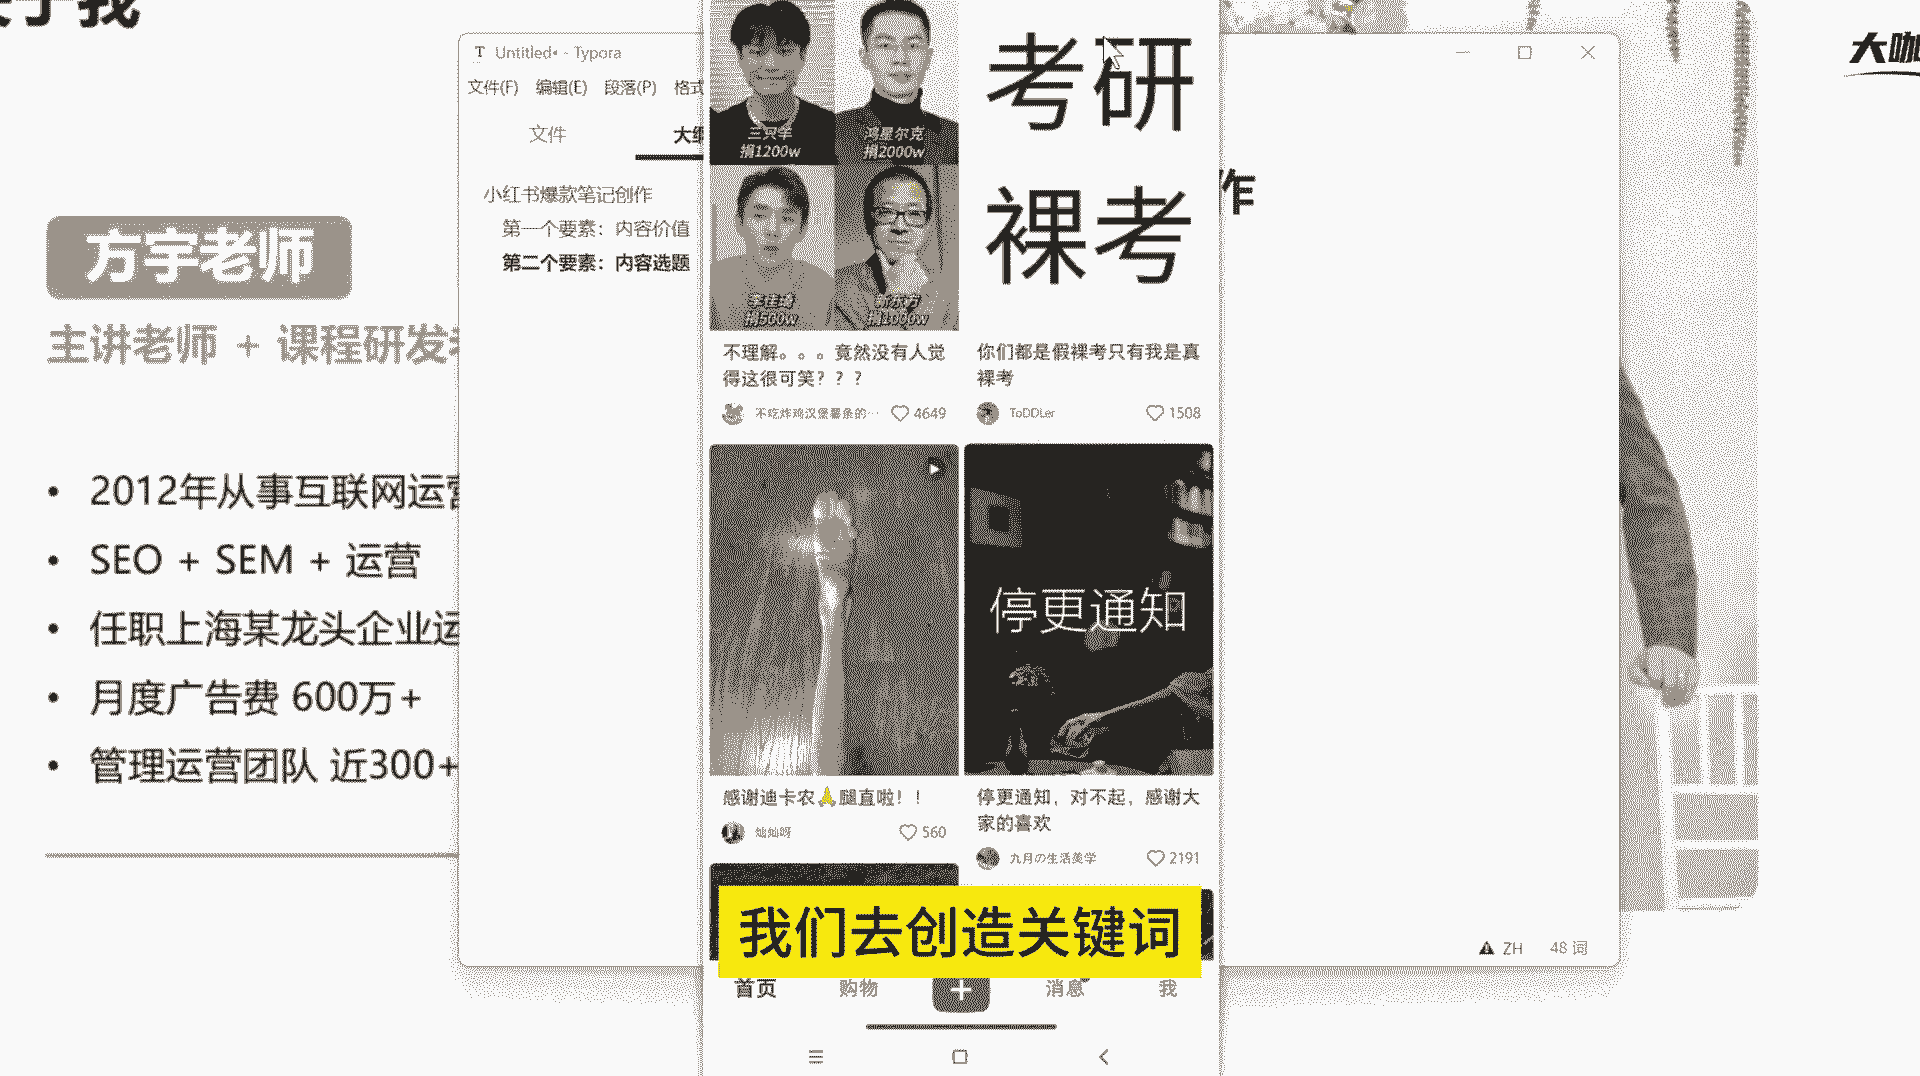 关于我
大咖
方宇老师
主讲老师 + 课程研发
2012年从事互联网运营
SEO + SEM + 运营
任职上海某龙头企业运
月度广告费 600万+
管理运营团队 近300+
Untitled• - Typora
文件(F) 编辑(E) 段落(P) 格式
文件
大纲
小红书爆款笔记创作
第一个要素：内容价值
第二个要素：内容选题
作
ZH 48 词
三只羊
捐1200w
鸿星尔克
捐2000w
李佳琦
捐500w
新东方
捐1000w
不理解。。。竟然没有人觉
得这很可笑？？？
不吃炸鸡汉堡薯条的… 4649
考研
裸考
你们都是假裸考只有我是真
裸考
ToDDLer 1508
感谢迪卡农🙏腿直啦！！
灿灿呀 560
停更通知
停更通知，对不起，感谢大
家的喜欢
九月の生活美学 2191
我们去创造关键词
首页 购物 + 消息 我